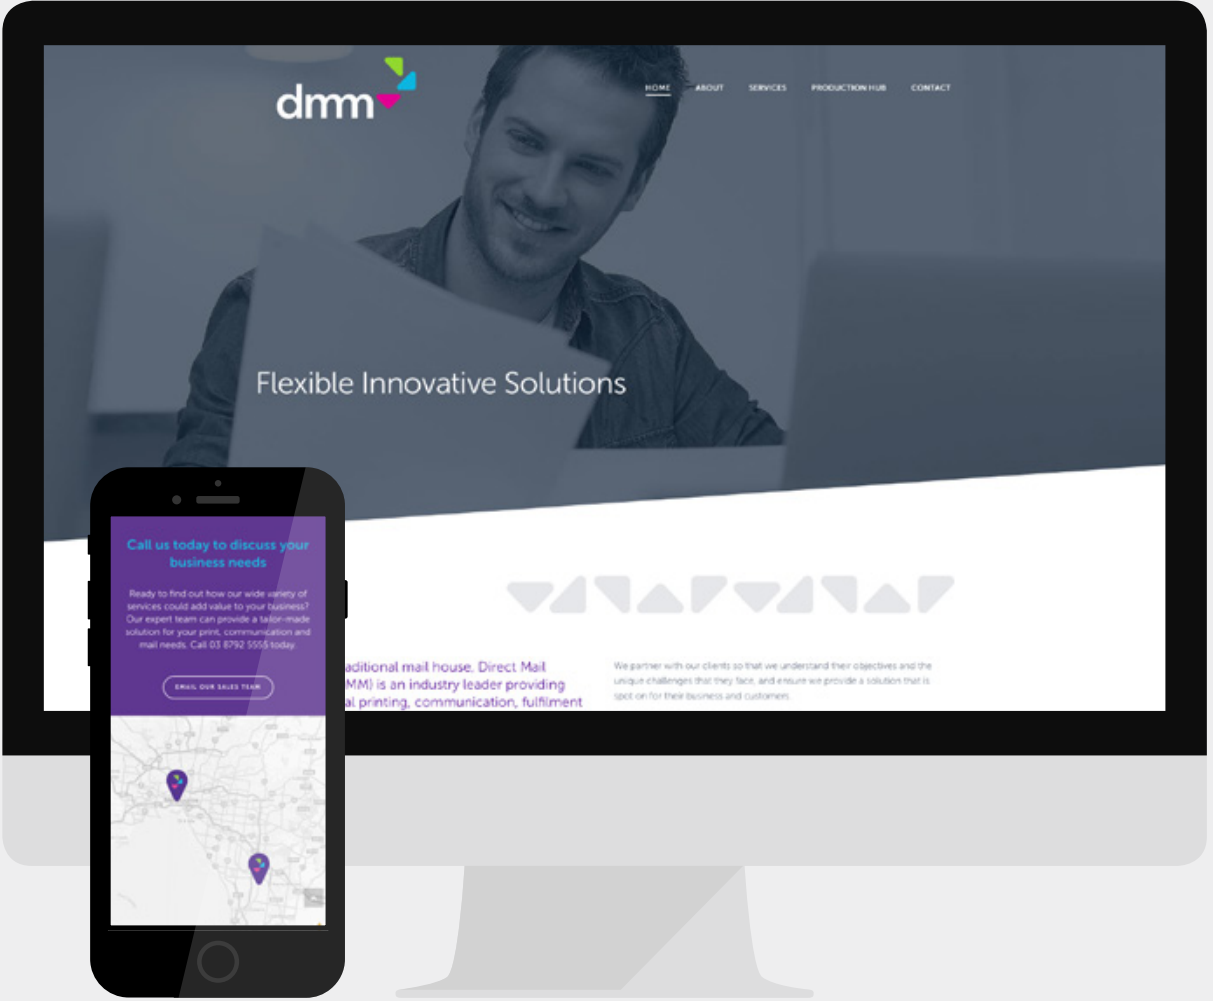 dmm
HOME ABOUT SERVICES PRODUCTION HUB CONTACT
Flexible Innovative Solutions
aditional mail house, Direct Mail
MM) is an industry leader providing
al printing, communication, fulfilment
We partner with our clients so that we understand their objectives and the
unique challenges that they face, and ensure we provide a solution that is
spot on for their business and customers.
Call us today to discuss your
business needs
Ready to find out how our wide variety of
services could add value to your business?
Our expert team can provide a tailor-made
solution for your print, communication and
mail needs. Call 03 8792 5555 today.
EMAIL OUR SALES TEAM